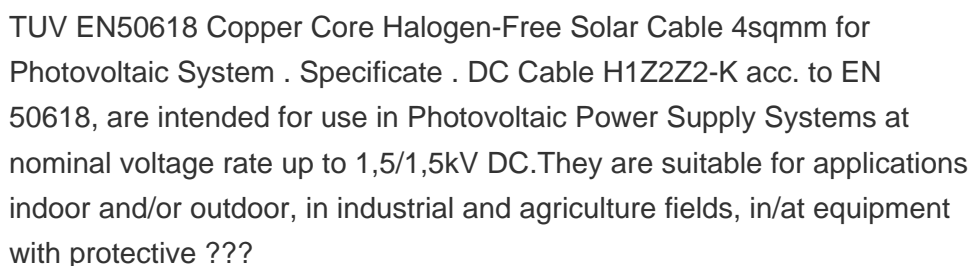 TUV EN50618 Copper Core Halogen-Free Solar Cable 4sqmm for
Photovoltaic System . Specificate . DC Cable H1Z2Z2-K acc. to EN
50618, are intended for use in Photovoltaic Power Supply Systems at
nominal voltage rate up to 1,5/1,5kV DC.They are suitable for applications
indoor and/or outdoor, in industrial and agriculture fields, in/at equipment
with protective ???